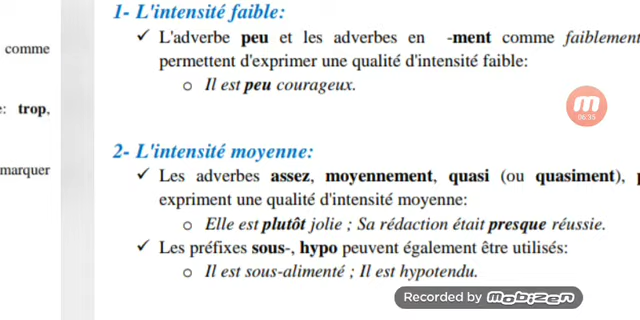 comme
: trop,
marquer
1- L'intensité faible:
✓ L'adverbe peu et les adverbes en -ment comme faiblement
permettent d'exprimer une qualité d'intensité faible:
o Il est peu courageux.
2- L'intensité moyenne:
✓ Les adverbes assez, moyennement, quasi (ou quasiment),
expriment une qualité d'intensité moyenne:
o Elle est plutôt jolie ; Sa rédaction était presque réussie.
✓ Les préfixes sous-, hypo peuvent également être utilisés:
o Il est sous-alimenté ; Il est hypotendu.
06:35
Recorded by MOBIZEN